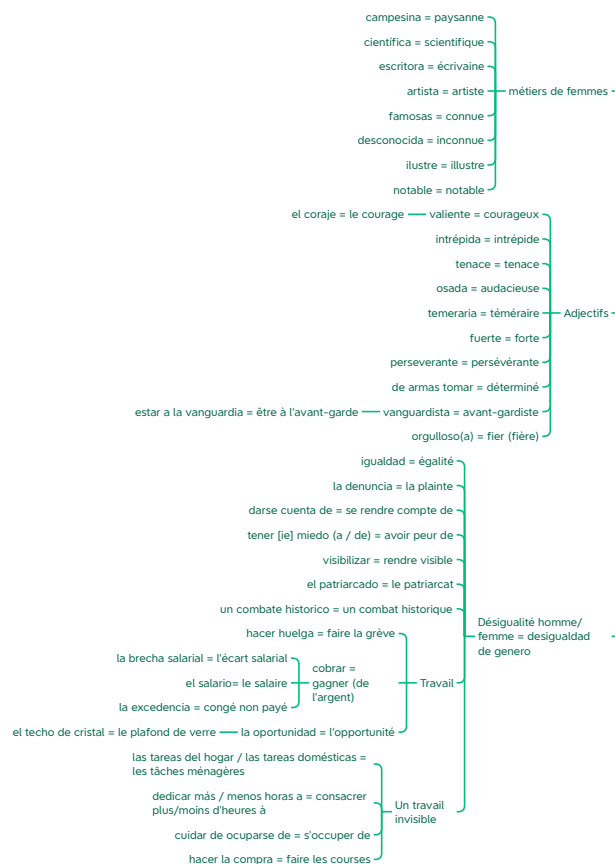 campesina = paysanne
científica = scientifique
escritora = écrivaine
artista = artiste
métiers de femmes
famosas = connue
desconocida = inconnue
ilustre = illustre
notable = notable
el coraje = le courage
valiente = courageux
intrépida = intrépide
tenace = tenace
osada = audacieuse
temeraria = téméraire
Adjectifs
fuerte = forte
perseverante = persévérante
de armas tomar = déterminé
estar a la vanguardia = être à l'avant-garde
vanguardista = avant-gardiste
orgulloso(a) = fier (fière)
igualdad = égalité
la denuncia = la plainte
darse cuenta de = se rendre compte de
tener [ie] miedo (a / de) = avoir peur de
visibilizar = rendre visible
el patriarcado = le patriarcat
un combate historico = un combat historique
Désigualité homme/
femme = desigualdad
de genero
hacer huelga = faire la grève
la brecha salarial = l'écart salarial
el salario= le salaire
la excedencia = congé non payé
cobrar =
gagner (de
l'argent)
Travail
el techo de cristal = le plafond de verre
la oportunidad = l'opportunité
las tareas del hogar / las tareas domésticas =
les tâches ménagères
dedicar más / menos horas a = consacrer
plus/moins d'heures à
Un travail
invisible
cuidar de ocuparse de = s'occuper de
hacer la compra = faire les courses